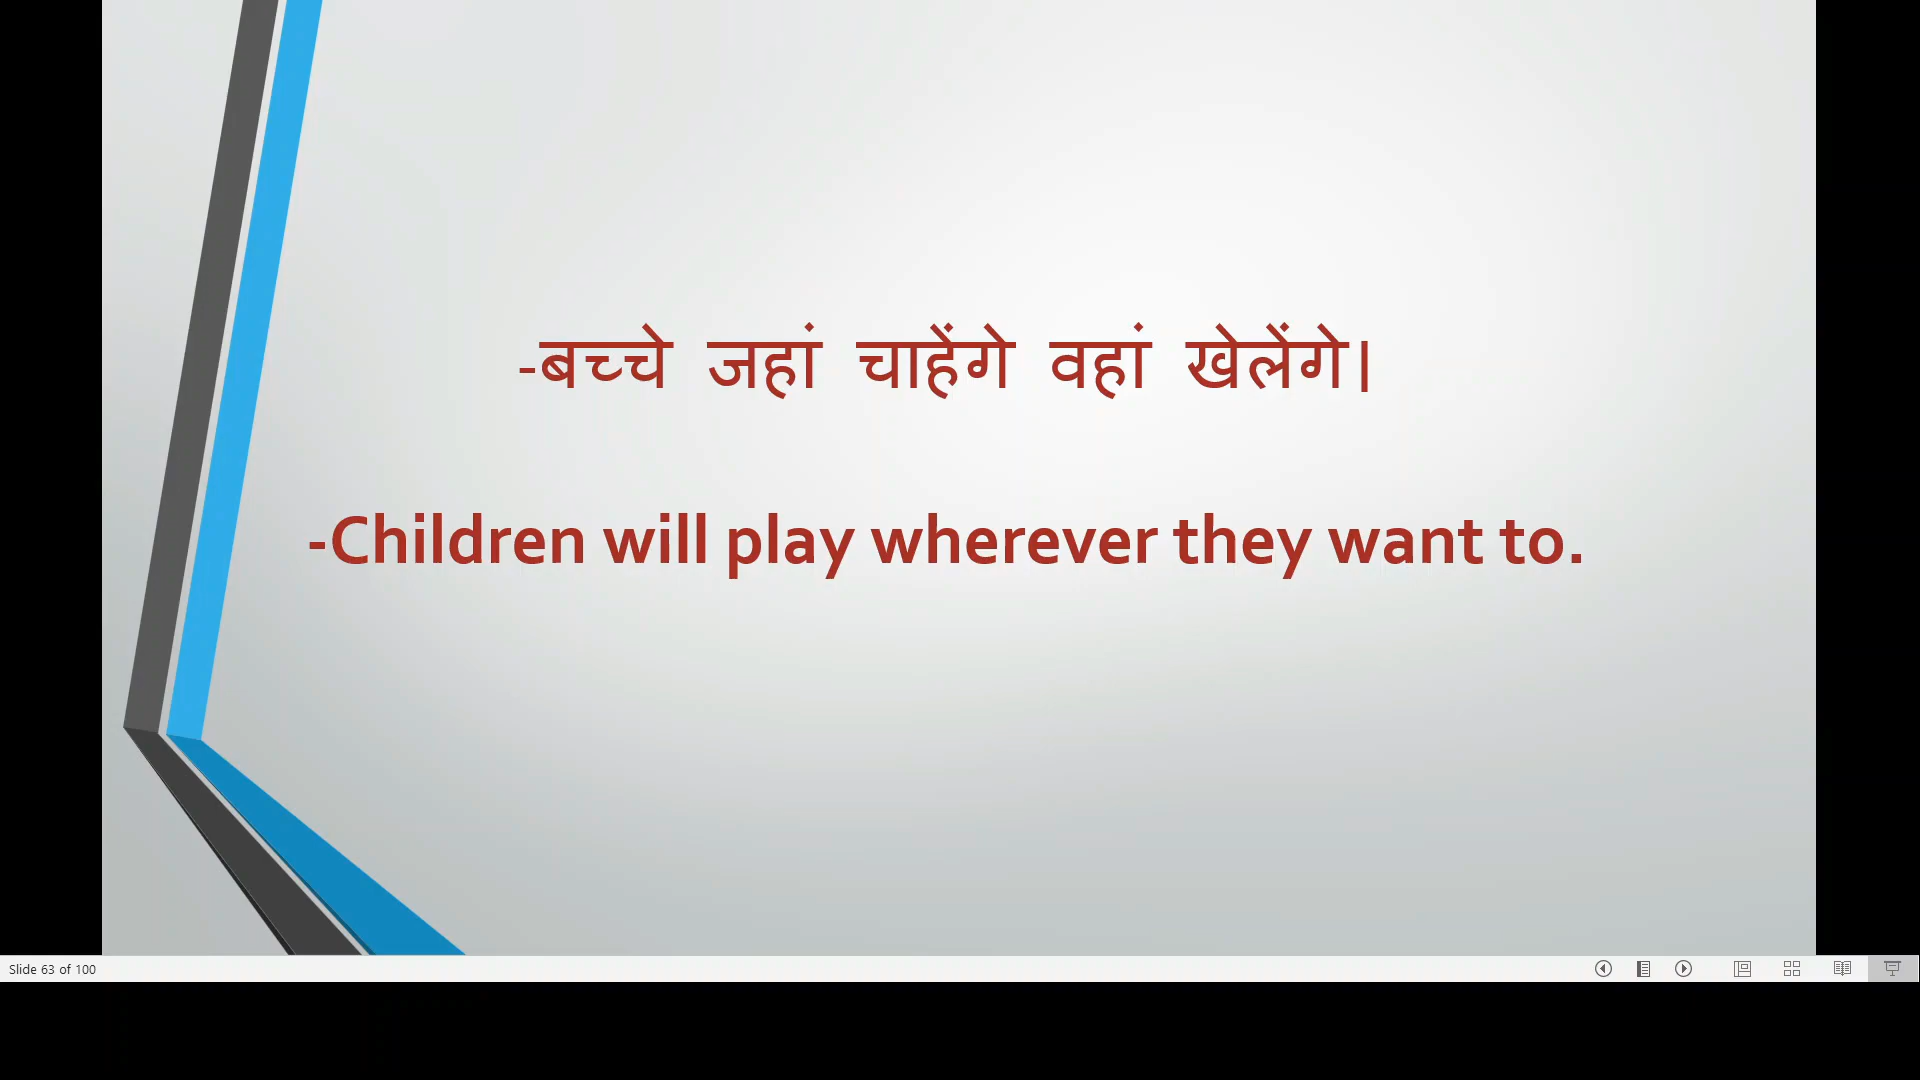 -बच्चे जहां चाहेंगे वहां खेलेंगे।
-Children will play wherever they want to.
Slide 63 of 100